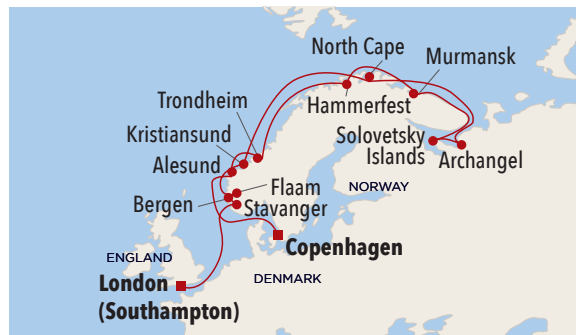 North Cape
Murmansk
Trondheim
Hammerfest
Kristiansund
Solovetsky
Islands
Archangel
Alesund
Flaam
NORWAY
Bergen
Stavanger
Copenhagen
ENGLAND
DENMARK
London
(Southampton)